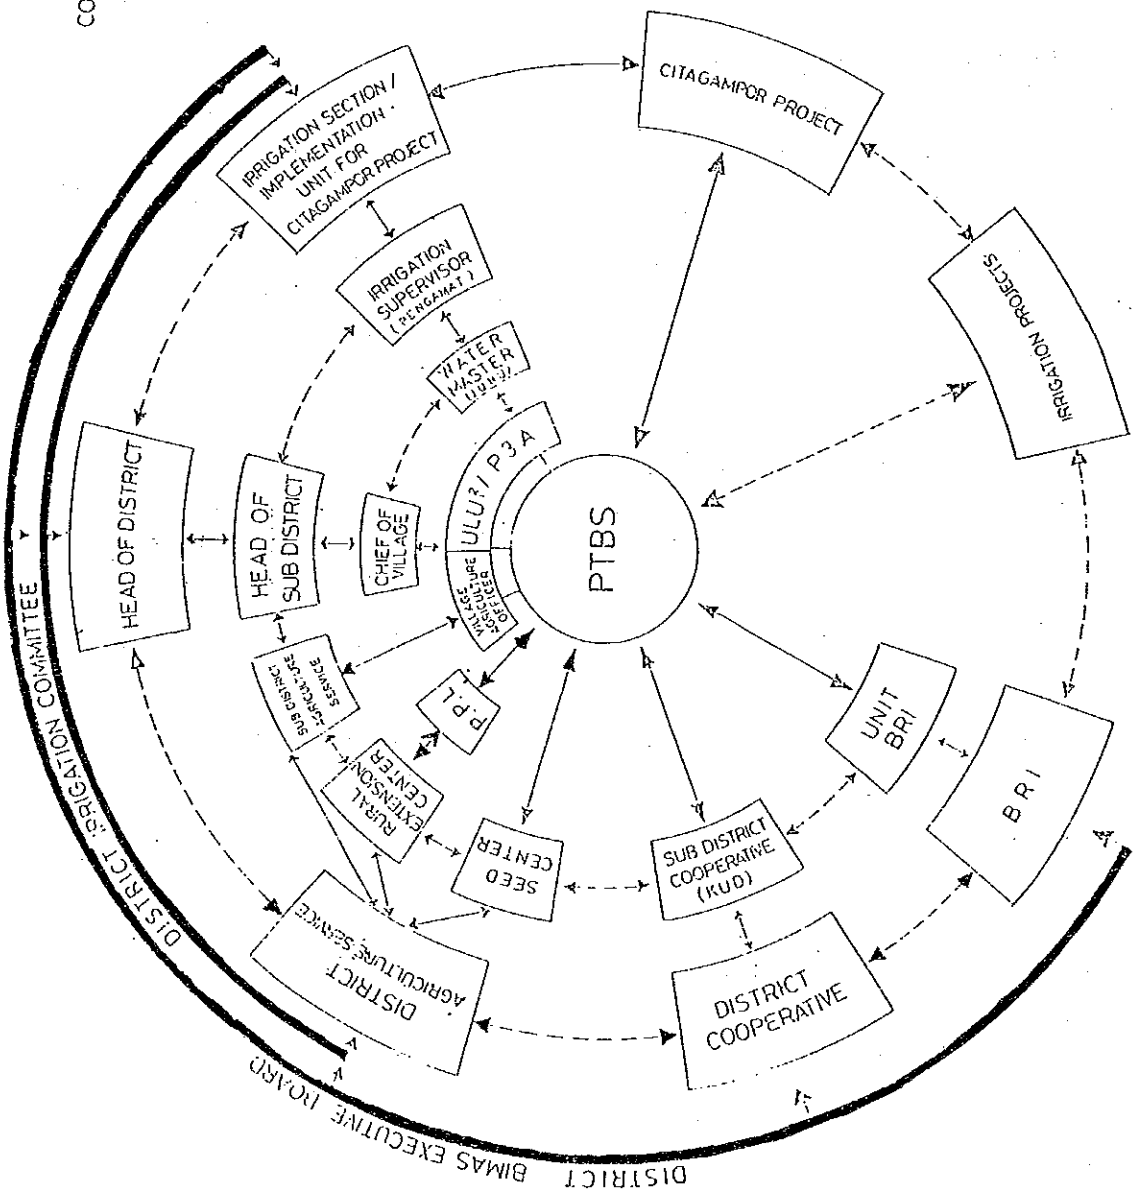 CO
DISTRICT IRRIGATION COMMITTEE
DISTRICT BIMAS EXECUTIVE BOARD
IRRIGATION SECTION /
IMPLEMENTATION
UNIT FOR
CITAGAMPOR PROJECT
CITAGAMPOR PROJECT
IRRIGATION PROJECTS
IRRIGATION
SUPERVISOR
( PENGAMAT )
WATER
MASTER
HEAD OF DISTRICT
HEAD OF
SUB DISTRICT
CHIEF OF
VILLAGE
ULU² / P3A
VILLAGE
AGRICULTURE
OFFICER
PTBS
SUB DISTRICT
AGRICULTURE
SERVICE
P.P.L.
RURAL
EXTENSION
CENTER
SEED
CENTER
DISTRICT
AGRICULTURE SERVICE
SUB DISTRICT
COOPERATIVE
(KUD)
DISTRICT
COOPERATIVE
UNIT
BRI
BRI